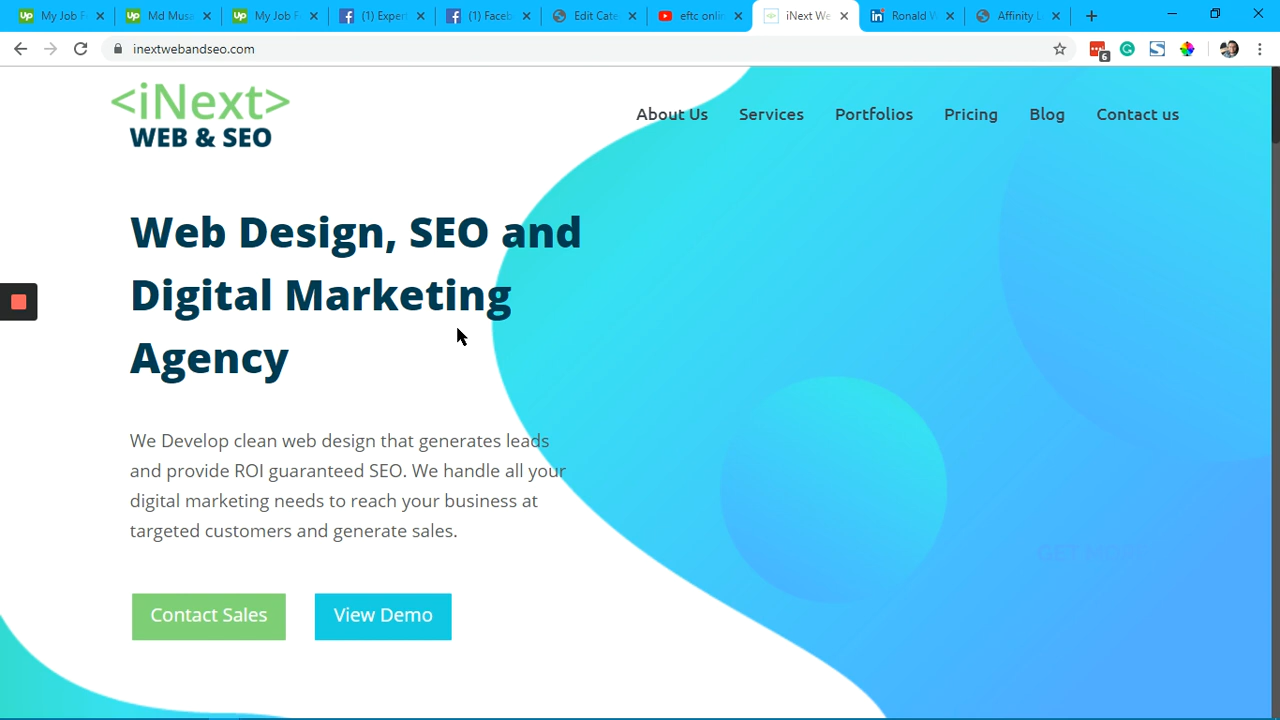 My Job F
Md Musa
My Job F
(1) Expert
(1) Faceb
Edit Cate
eftc onlin
iNext We
Ronald W
Affinity L
inextwebandseo.com
6
<iNext>
WEB & SEO
About Us Services Portfolios Pricing Blog Contact us
Web Design, SEO and
Digital Marketing
Agency
We Develop clean web design that generates leads
and provide ROI guaranteed SEO. We handle all your
digital marketing needs to reach your business at
targeted customers and generate sales.
Contact Sales View Demo